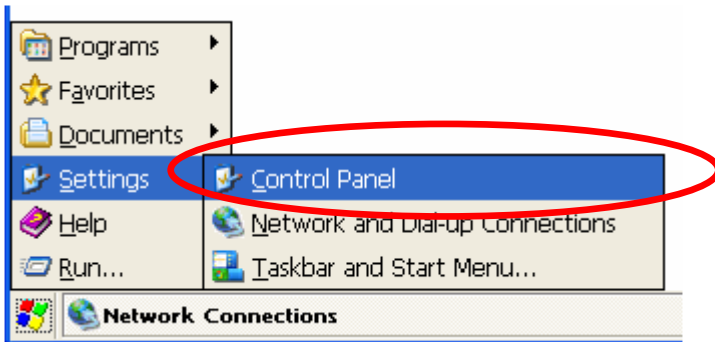 Programs
Favorites
Documents
Settings
Control Panel
Help
Network and Dial-up Connections
Run...
Taskbar and Start Menu...
Network Connections